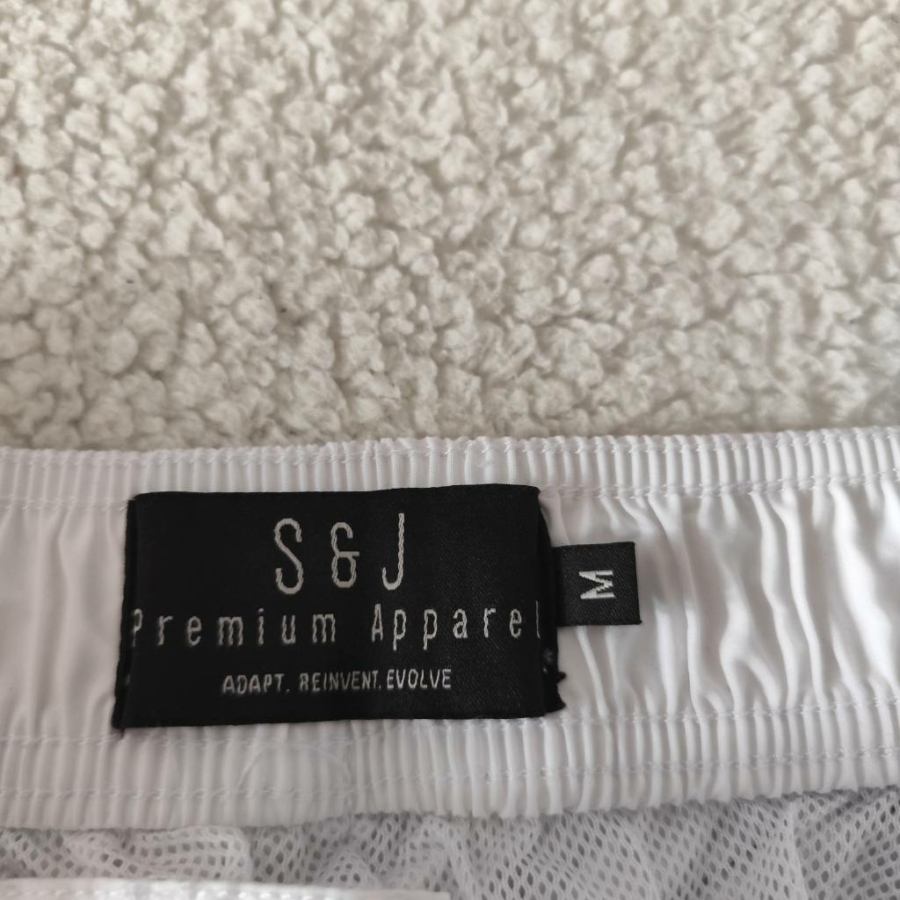 S & J
Premium Apparel
ADAPT. REINVENT. EVOLVE
M